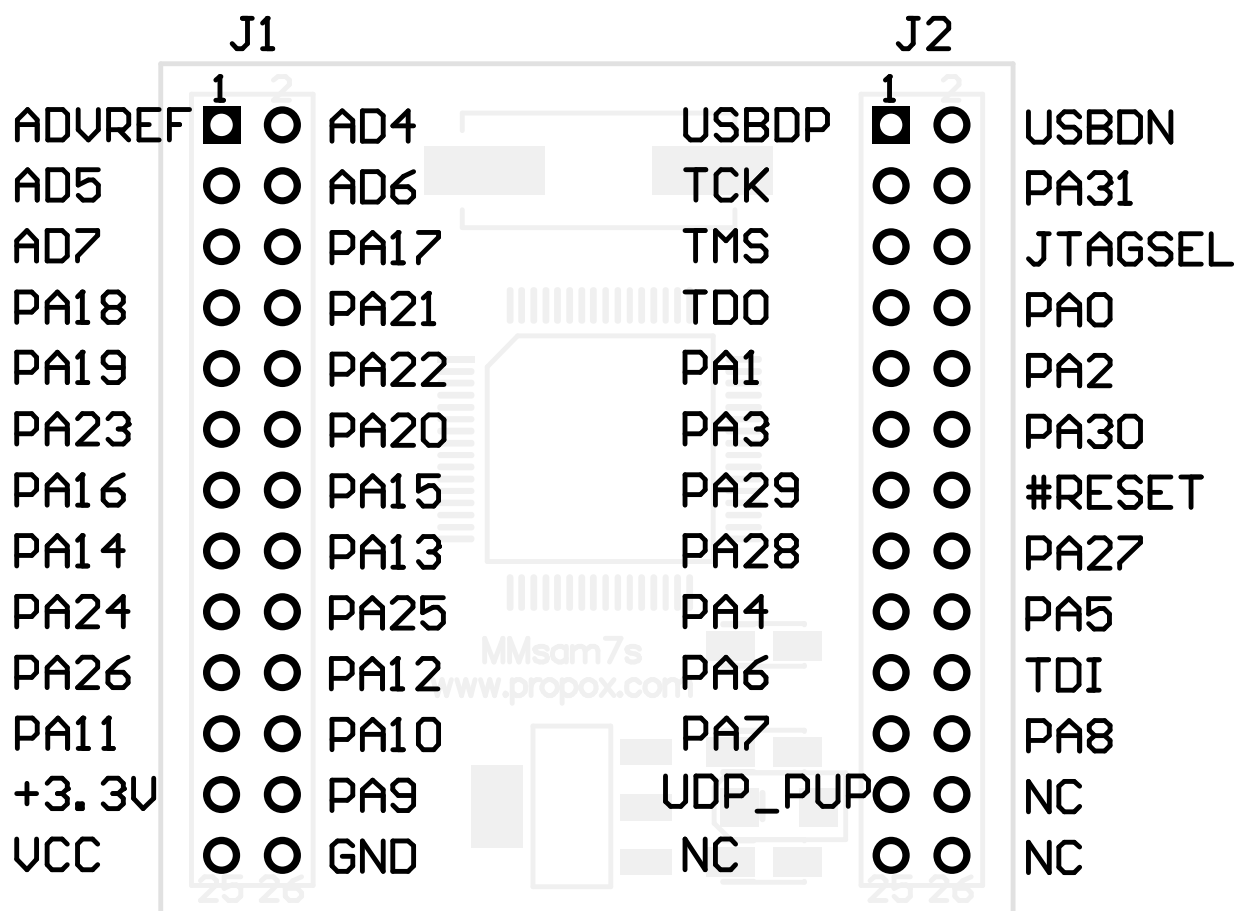 J1 J2
1 2 1 2
ADVREF AD4 USBDP USBDN
AD5 AD6 TCK PA31
AD7 PA17 TMS JTAGSEL
PA18 PA21 TDO PA0
PA19 PA22 PA1 PA2
PA23 PA20 PA3 PA30
PA16 PA15 PA29 #RESET
PA14 PA13 PA28 PA27
PA24 PA25 PA4 PA5
MMsam7s
PA26 PA12 PA6 TDI
www.propox.com
PA11 PA10 PA7 PA8
+3.3V PA9 UDP_PUP NC
VCC GND NC NC
25 26 25 26